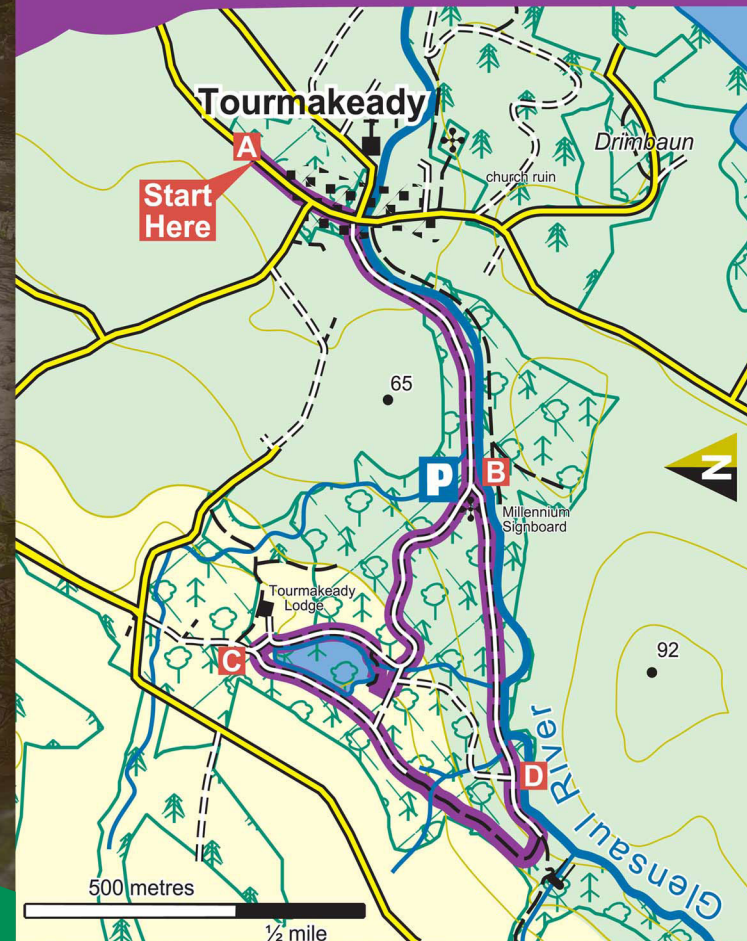 Tourmakeady
A
Start
Here
Drimbaun
church ruin
65
P
B
Millennium
Signboard
N
Tourmakeady
Lodge
C
92
D
Glensaul River
500 metres
½ mile